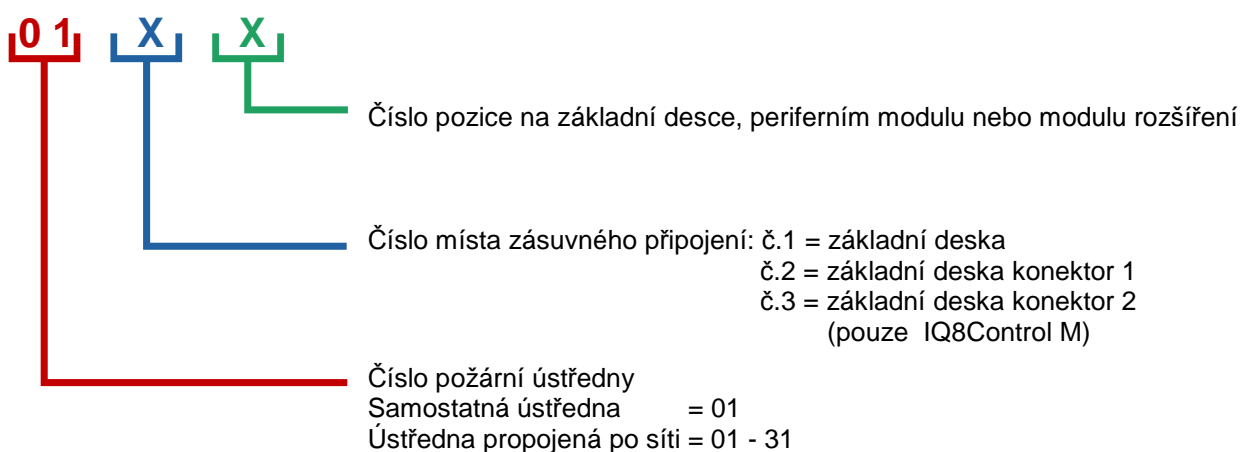 01 X X
Číslo pozice na základní desce, periferním modulu nebo modulu rozšíření
Číslo místa zásuvného připojení: č.1 = základní deska
č.2 = základní deska konektor 1
č.3 = základní deska konektor 2
(pouze IQ8Control M)
Číslo požární ústředny
Samostatná ústředna = 01
Ústředna propojená po síti = 01 - 31